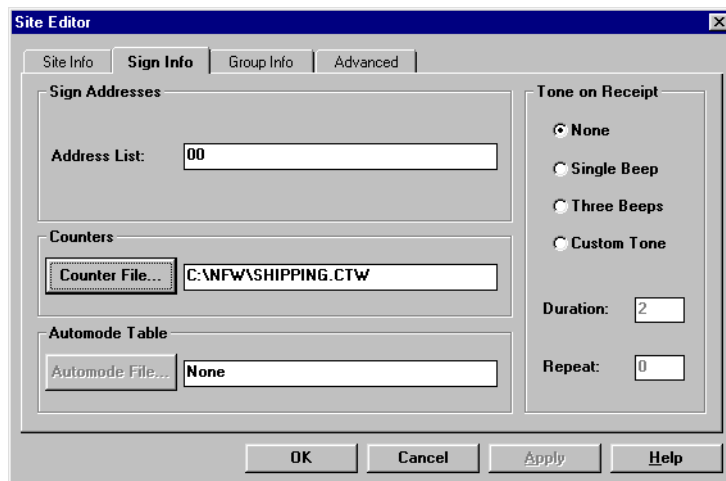 Site Editor
Site Info
Sign Info
Group Info
Advanced
Sign Addresses
Address List:
00
Counters
Counter File...
C:\NFW\SHIPPING.CTW
Automode Table
Automode File...
None
Tone on Receipt
None
Single Beep
Three Beeps
Custom Tone
Duration:
2
Repeat:
0
OK
Cancel
Apply
Help